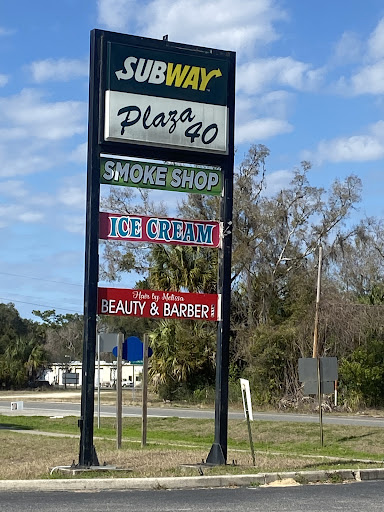 SUBWAY
Plaza 40
SMOKE SHOP
ICE CREAM
Hair by Melissa
BEAUTY & BARBER